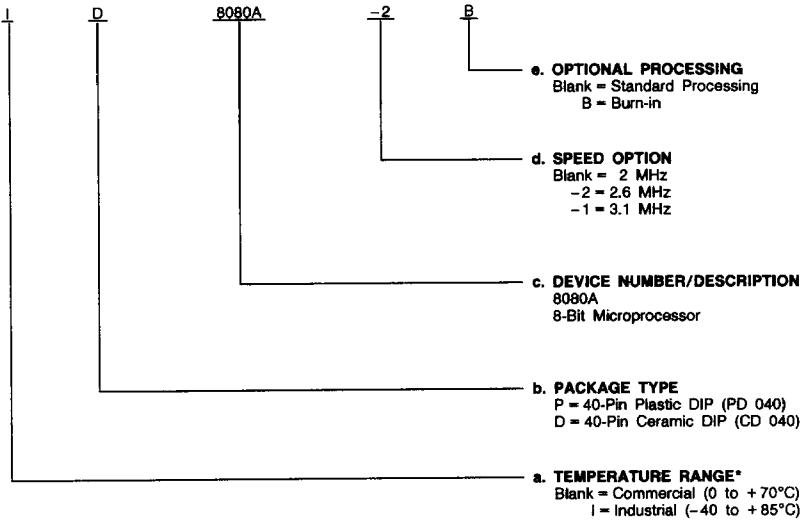 I D 8080A -2 B
e. OPTIONAL PROCESSING
Blank = Standard Processing
B = Burn-in
d. SPEED OPTION
Blank = 2 MHz
-2 = 2.6 MHz
-1 = 3.1 MHz
c. DEVICE NUMBER/DESCRIPTION
8080A
8-Bit Microprocessor
b. PACKAGE TYPE
P = 40-Pin Plastic DIP (PD 040)
D = 40-Pin Ceramic DIP (CD 040)
a. TEMPERATURE RANGE*
Blank = Commercial (0 to +70°C)
I = Industrial (-40 to +85°C)